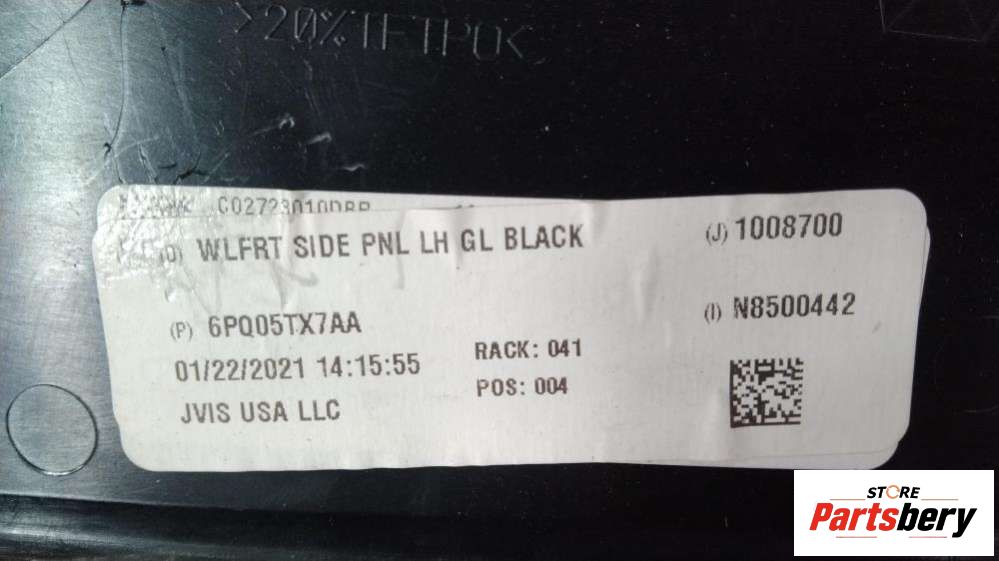 >20%TFTPO<
C02723010DBR
(D) WLFRT SIDE PNL LH GL BLACK
(J) 1008700
(P) 6PQ05TX7AA
(I) N8500442
01/22/2021 14:15:55
RACK: 041
JVIS USA LLC
POS: 004
STORE
Partsbery